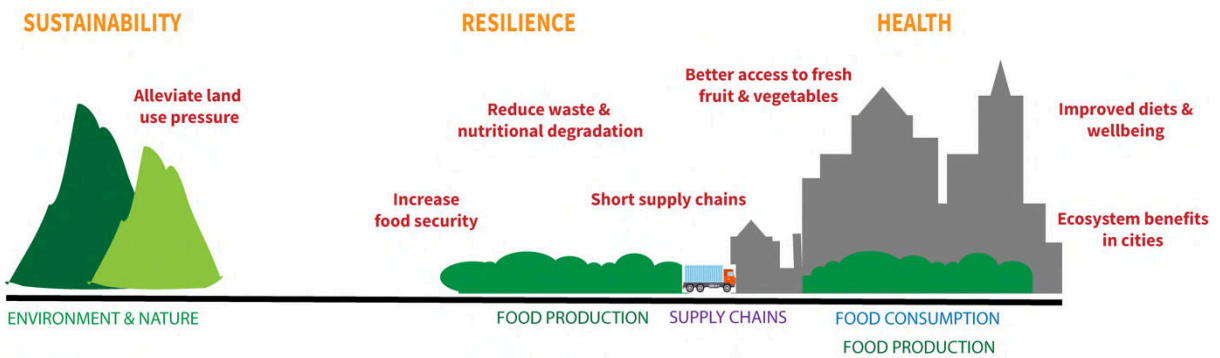 SUSTAINABILITY
RESILIENCE
HEALTH
Alleviate land
use pressure
Reduce waste &
nutritional degradation
Better access to fresh
fruit & vegetables
Improved diets &
wellbeing
Increase
food security
Short supply chains
Ecosystem benefits
in cities
ENVIRONMENT & NATURE
FOOD PRODUCTION
SUPPLY CHAINS
FOOD CONSUMPTION
FOOD PRODUCTION